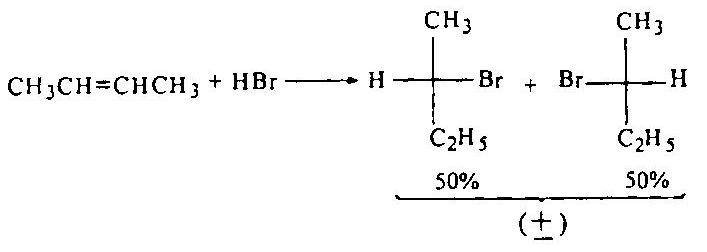 CH₃ CH₃
CH₃CH=CHCH₃ + HBr ⟶ H Br + Br H
C₂H₅ C₂H₅
50% 50%
(±)